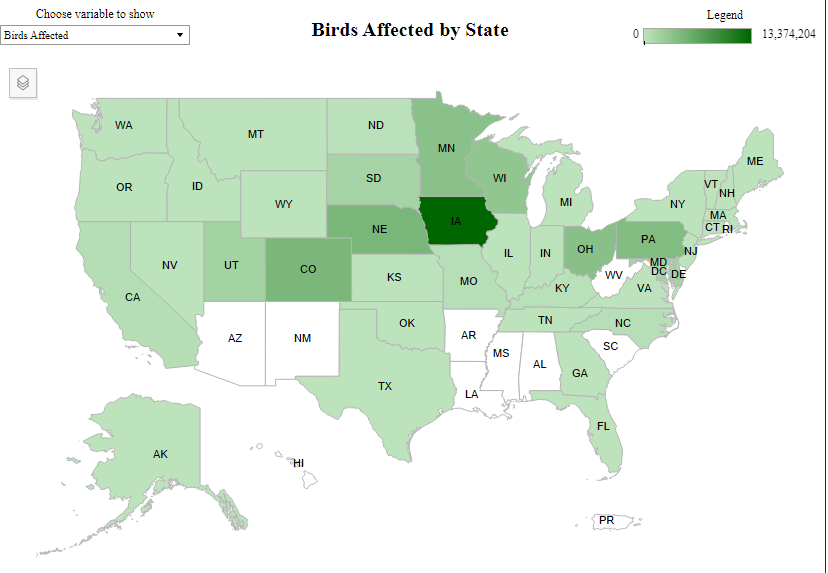 Choose variable to show
Birds Affected
Birds Affected by State
Legend
0
13,374,204
WA
MT
ND
MN
ME
OR
ID
SD
WI
VT
NH
WY
MI
NY
MA
IA
CT RI
NE
PA
NV
UT
CO
IL
IN
OH
NJ
MD
DC
DE
CA
KS
MO
WV
KY
VA
AZ
NM
OK
AR
TN
NC
SC
MS
AL
GA
TX
LA
FL
AK
HI
PR